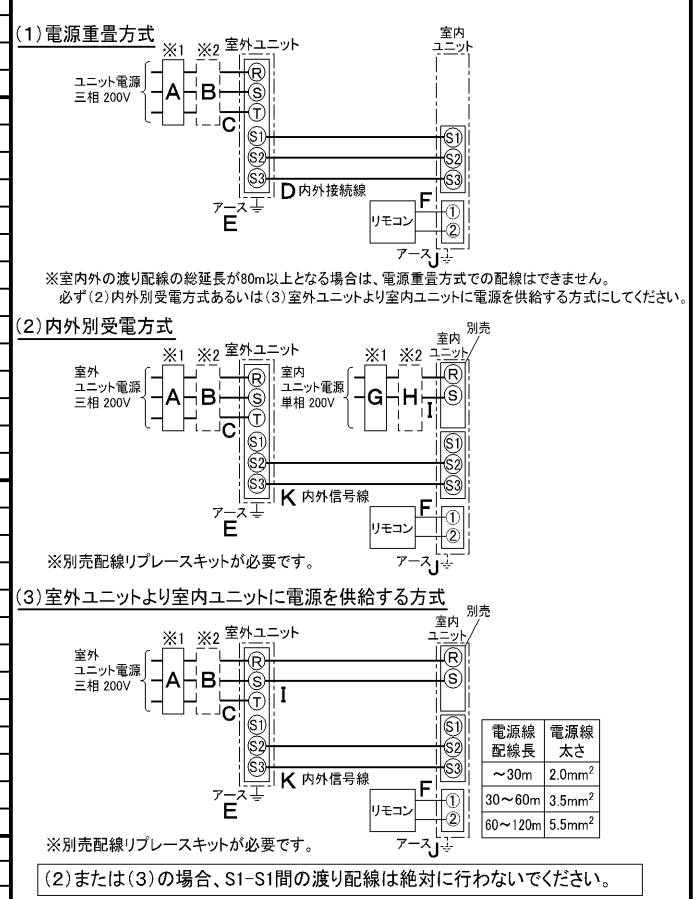 (1)電源重畳方式
※1 ※2 室外ユニット
室内
ユニット
ユニット電源
三相 200V
A B
R
S
T
C
S1 S1
S2 S2
S3 S3
D 内外接続線
アース
E
リモコン
F
①
②
アース J
※室内外の渡り配線の総延長が80m以上となる場合は、電源重畳方式での配線はできません。
必ず(2)内外別受電方式あるいは(3)室外ユニットより室内ユニットに電源を供給する方式にしてください。
(2)内外別受電方式
※1 ※2 室外ユニット
室外
ユニット電源
三相 200V
A B
R
S
T
C
S1
S2
S3
※1 ※2
室内
ユニット
別売
室内
ユニット電源
単相 200V
G H
I
R
S
S1
S2
S3
K 内外信号線
アース
E
リモコン
F
①
②
アース J
※別売配線リプレースキットが必要です。
(3)室外ユニットより室内ユニットに電源を供給する方式
※1 ※2 室外ユニット
室内
ユニット
別売
室外
ユニット電源
三相 200V
A B
R R
S S
T
I
C
S1 S1
S2 S2
S3 S3
K 内外信号線
アース
E
リモコン
F
①
②
アース J
※別売配線リプレースキットが必要です。
電源線 電源線
配線長 太さ
～30m 2.0mm²
30～60m 3.5mm²
60～120m 5.5mm²
(2)または(3)の場合、S1-S1間の渡り配線は絶対に行わないでください。